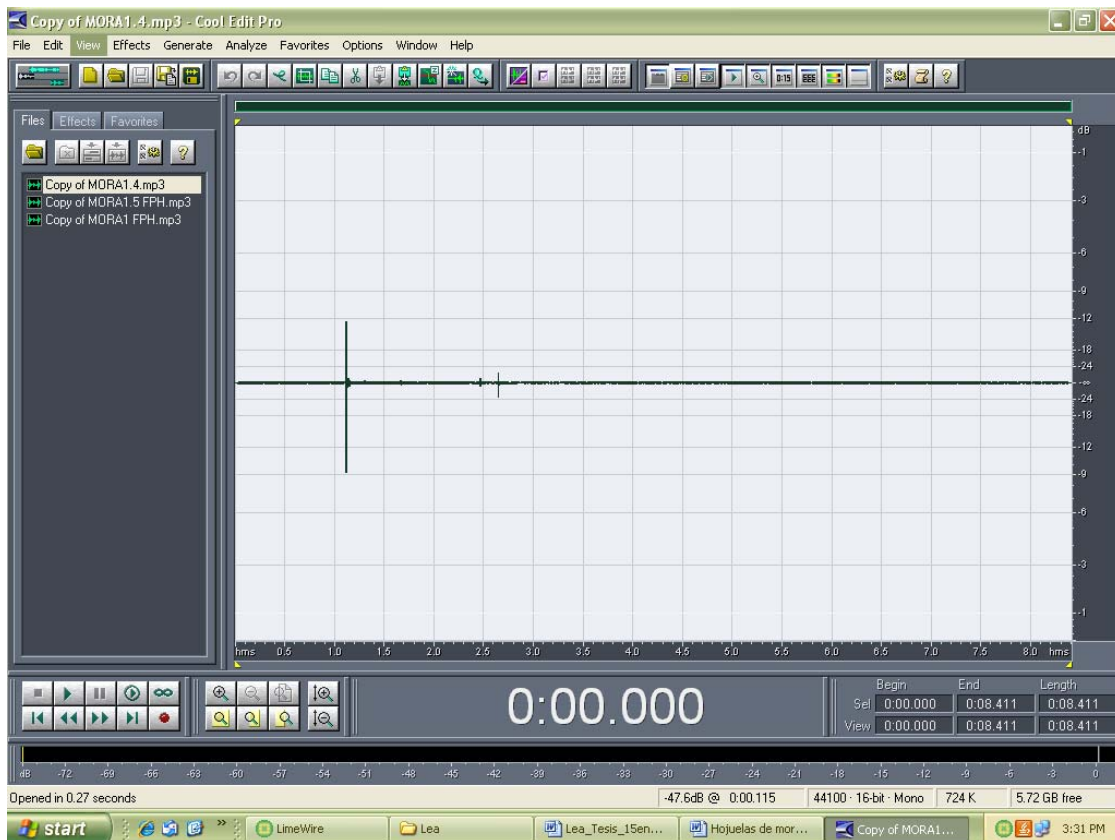 Copy of MORA1.4.mp3 - Cool Edit Pro
File Edit View Effects Generate Analyze Favorites Options Window Help
Files Effects Favorites
Copy of MORA1.4.mp3
Copy of MORA1.5 FPH.mp3
Copy of MORA1 FPH.mp3
dB
-1
-3
-6
-9
-12
-18
-24
-∞
-24
-18
-12
-9
-6
-3
-1
hms 0.5 1.0 1.5 2.0 2.5 3.0 3.5 4.0 4.5 5.0 5.5 6.0 6.5 7.0 7.5 8.0 hms
0:00.000
Begin End Length
Sel 0:00.000 0:08.411 0:08.411
View 0:00.000 0:08.411 0:08.411
dB -72 -69 -66 -63 -60 -57 -54 -51 -48 -45 -42 -39 -36 -33 -30 -27 -24 -21 -18 -15 -12 -9 -6 -3 0
Opened in 0.27 seconds -47.6dB @ 0:00.115 44100 · 16-bit · Mono 724 K 5.72 GB free
start LimeWire Lea Lea_Tesis_15en... Hojuelas de mor... Copy of MORA1... 3:31 PM